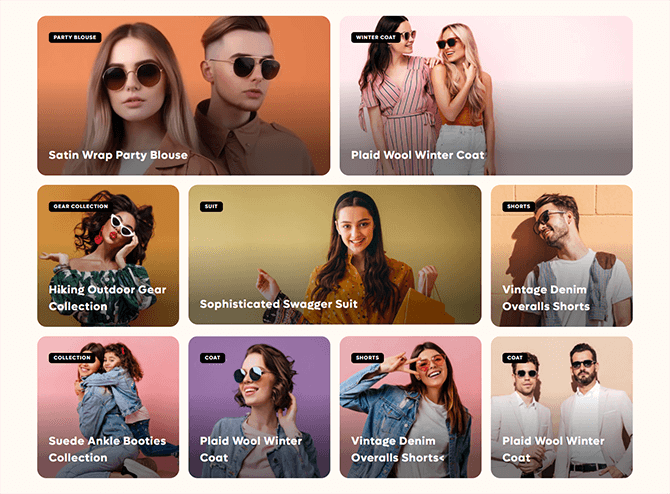 PARTY BLOUSE
Satin Wrap Party Blouse
WINTER COAT
Plaid Wool Winter Coat
GEAR COLLECTION
Hiking Outdoor Gear
Collection
SUIT
Sophisticated Swagger Suit
SHORTS
Vintage Denim
Overalls Shorts
COLLECTION
Suede Ankle Booties
Collection
COAT
Plaid Wool Winter
Coat
SHORTS
Vintage Denim
Overalls Shorts<
COAT
Plaid Wool Winter
Coat